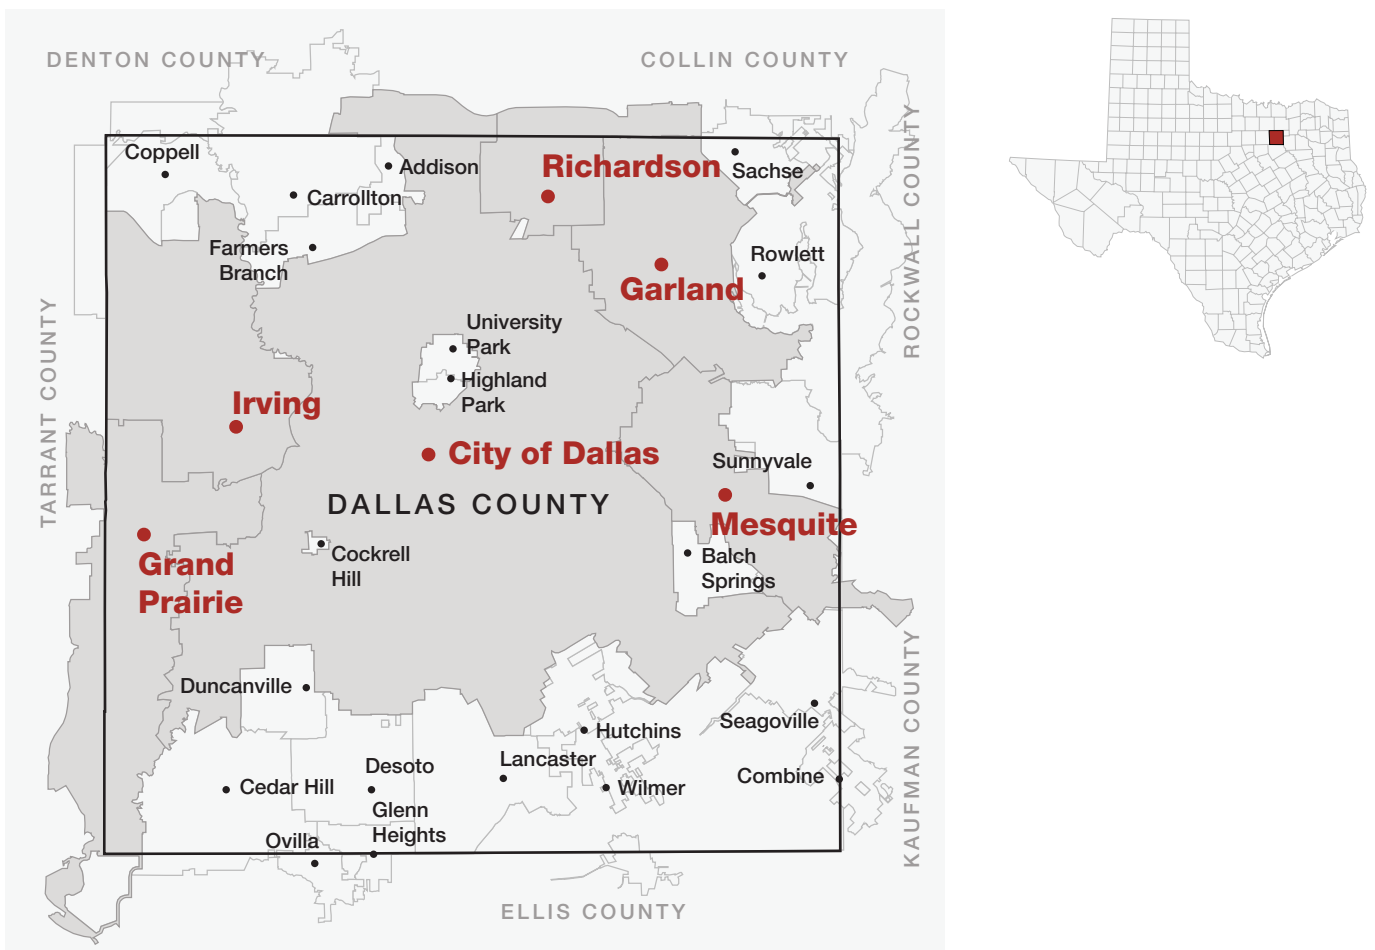 DENTON COUNTY
COLLIN COUNTY
Coppell
Addison
Richardson
Sachse
Carrollton
ROCKWALL COUNTY
Farmers
Branch
Rowlett
Garland
University
Park
TARRANT COUNTY
Highland
Park
Irving
City of Dallas
Sunnyvale
DALLAS COUNTY
Mesquite
Cockrell
Hill
Balch
Springs
Grand
Prairie
Duncanville
Seagoville
KAUFMAN COUNTY
Hutchins
Lancaster
Desoto
Combine
Cedar Hill
Wilmer
Glenn
Heights
Ovilla
ELLIS COUNTY